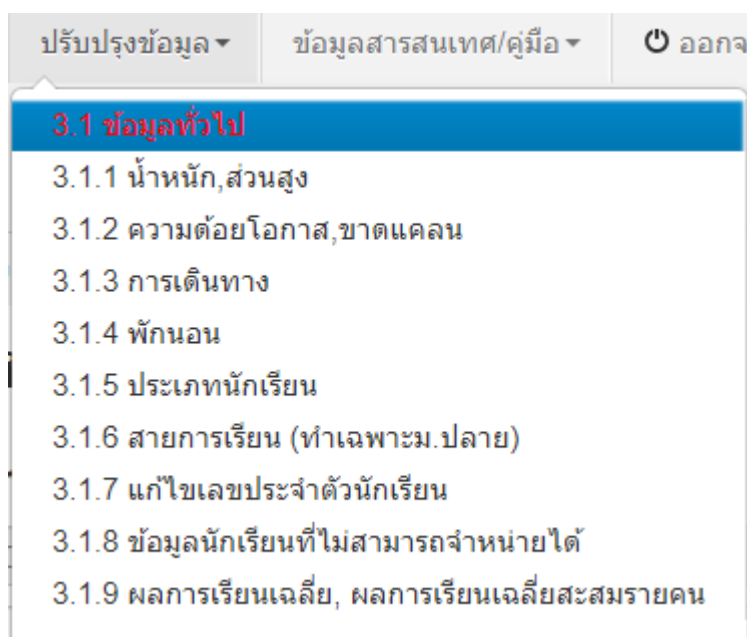 ปรับปรุงข้อมูล ข้อมูลสารสนเทศ/คู่มือ
3.1 ข้อมูลทั่วไป
3.1.1 น้ำหนัก,ส่วนสูง
3.1.2 ความด้อยโอกาส,ขาดแคลน
3.1.3 การเดินทาง
3.1.4 พักนอน
3.1.5 ประเภทนักเรียน
3.1.6 สายการเรียน (ทำเฉพาะม.ปลาย)
3.1.7 แก้ไขเลขประจำตัวนักเรียน
3.1.8 ข้อมูลนักเรียนที่ไม่สามารถจำหน่ายได้
3.1.9 ผลการเรียนเฉลี่ย, ผลการเรียนเฉลี่ยสะสมรายคน